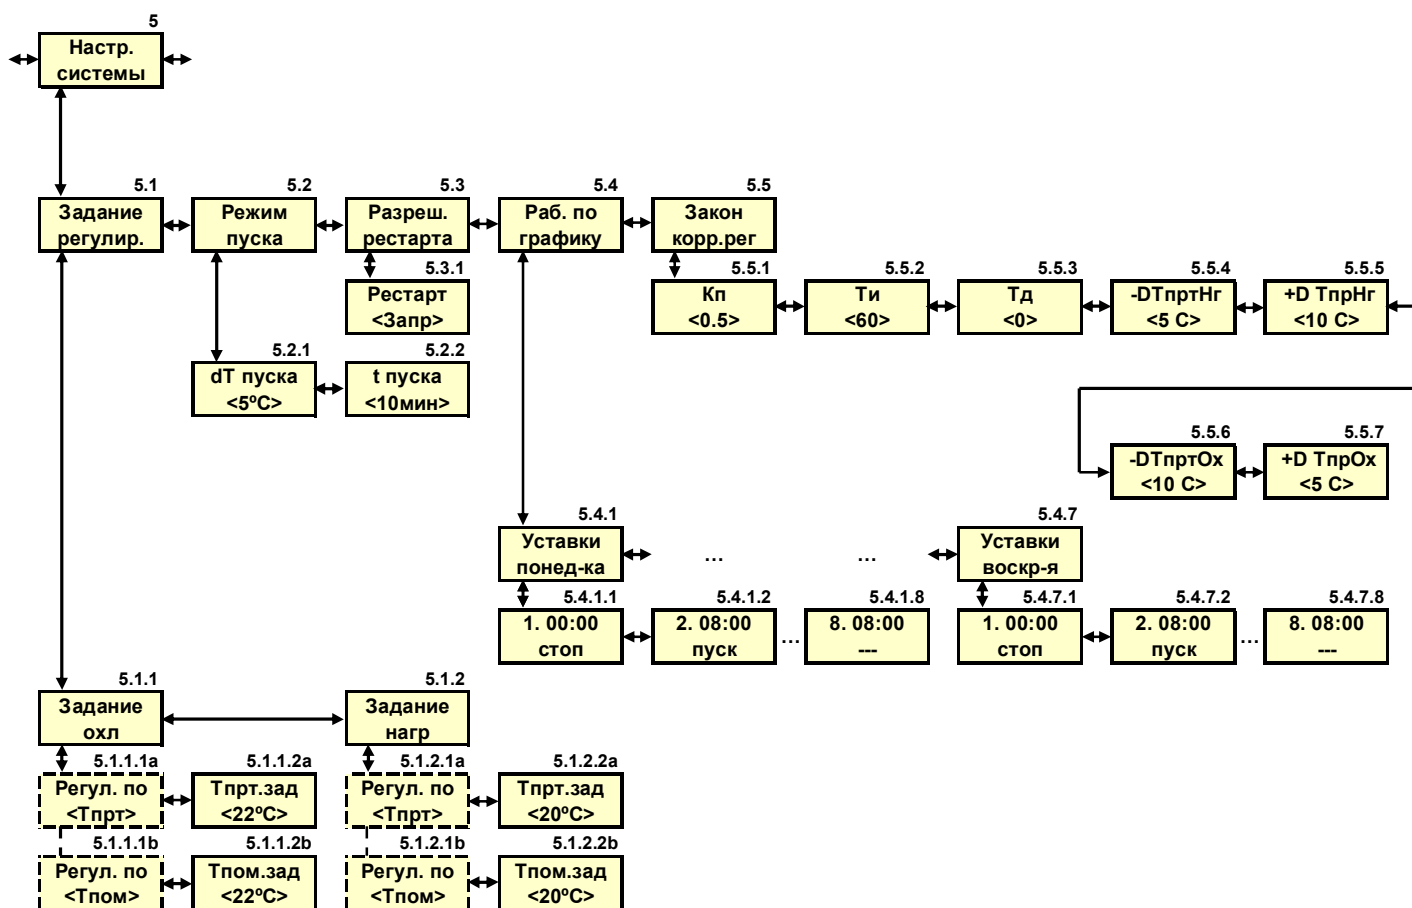 5
Настр.
системы
5.1
Задание
регулир.
5.2
Режим
пуска
5.3
Разреш.
рестарта
5.4
Раб. по
графику
5.5
Закон
корр.рег
5.3.1
Рестарт
<Запр>
5.5.1
Кп
<0.5>
5.5.2
Ти
<60>
5.5.3
Тд
<0>
5.5.4
-DТпртНг
<5 С>
5.5.5
+D ТпрНг
<10 С>
5.2.1
dT пуска
<5ºС>
5.2.2
t пуска
<10мин>
5.5.6
-DТпртОх
<10 С>
5.5.7
+D ТпрОх
<5 С>
5.4.1
Уставки
понед-ка
...
...
5.4.7
Уставки
воскр-я
5.4.1.1
1. 00:00
стоп
5.4.1.2
2. 08:00
пуск
...
5.4.1.8
8. 08:00
---
5.4.7.1
1. 00:00
стоп
5.4.7.2
2. 08:00
пуск
...
5.4.7.8
8. 08:00
---
5.1.1
Задание
охл
5.1.2
Задание
нагр
5.1.1.1a
Регул. по
<Тпрт>
5.1.1.2a
Тпрт.зад
<22ºС>
5.1.2.1a
Регул. по
<Тпрт>
5.1.2.2a
Тпрт.зад
<20ºС>
5.1.1.1b
Регул. по
<Тпом>
5.1.1.2b
Тпом.зад
<22ºС>
5.1.2.1b
Регул. по
<Тпом>
5.1.2.2b
Тпом.зад
<20ºС>